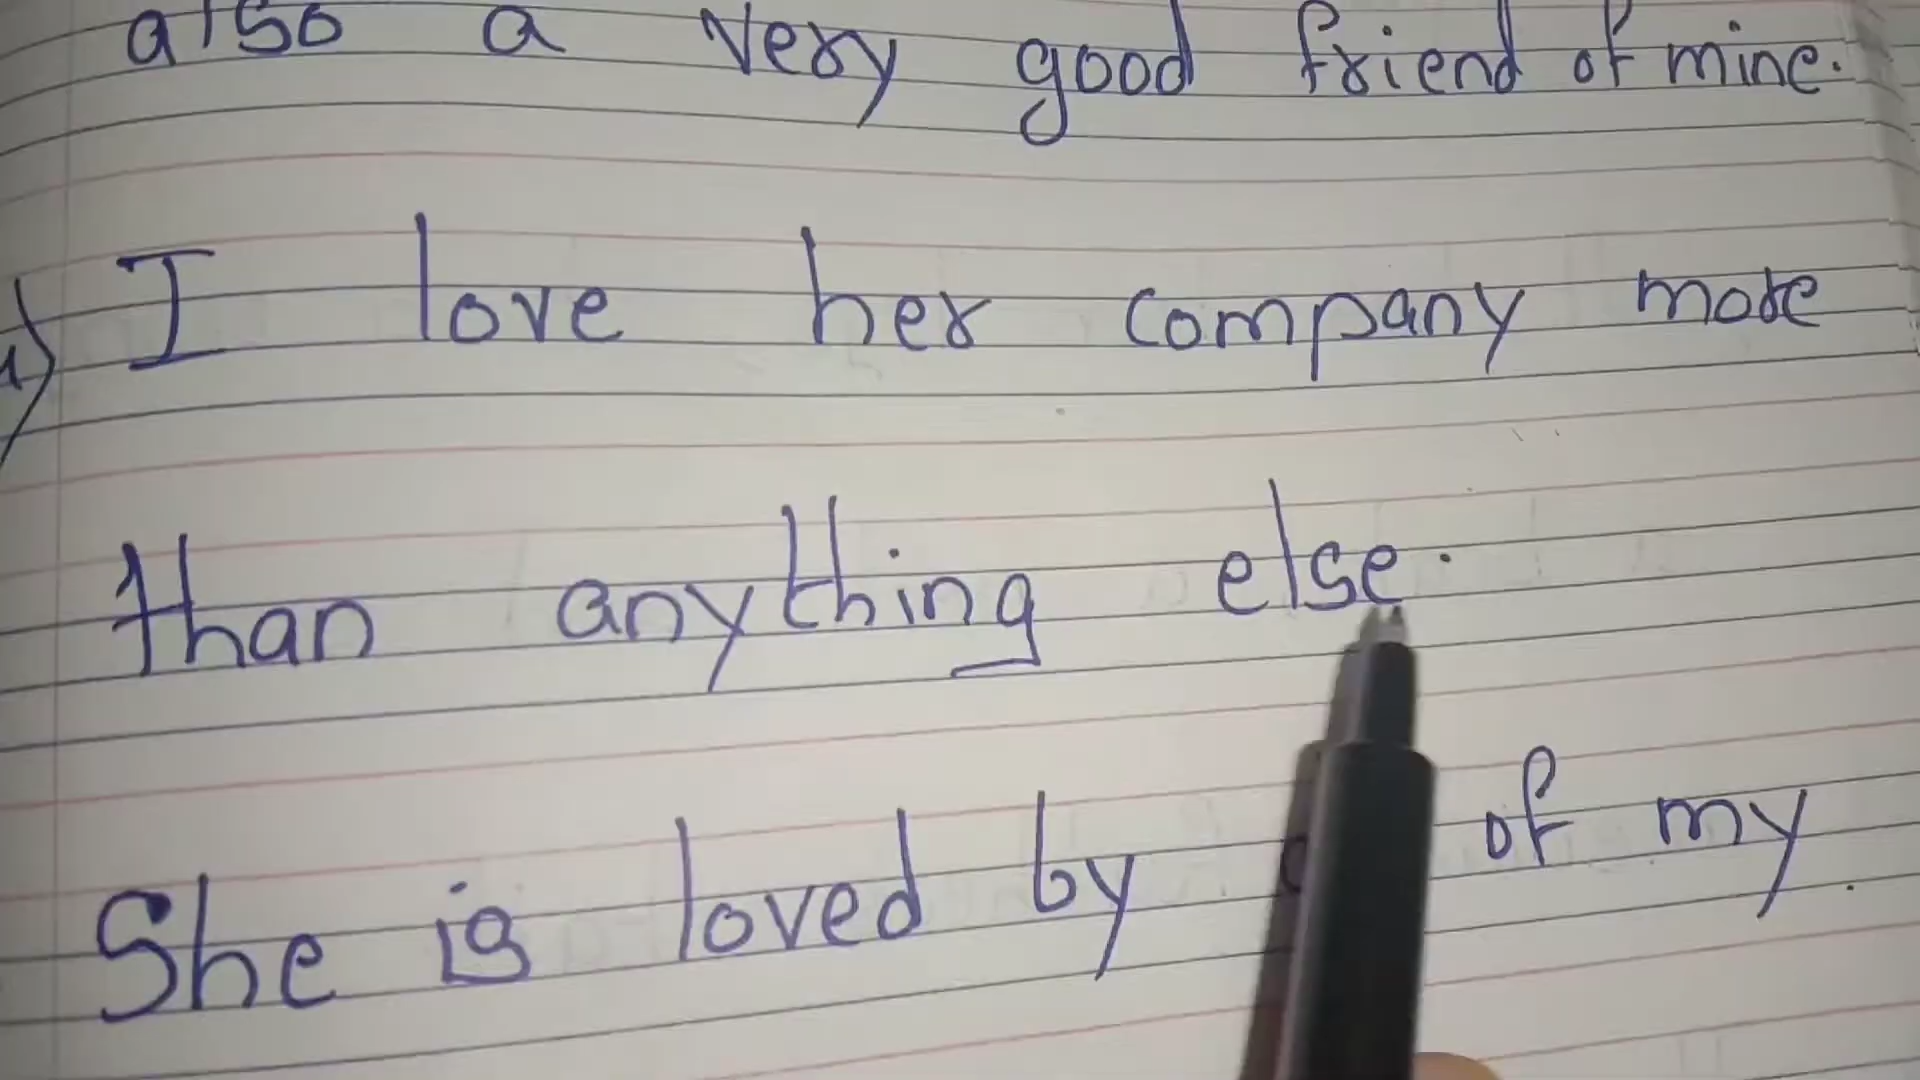 also a very good friend of mine.
I love her company more
than anything else.
She is loved by of my